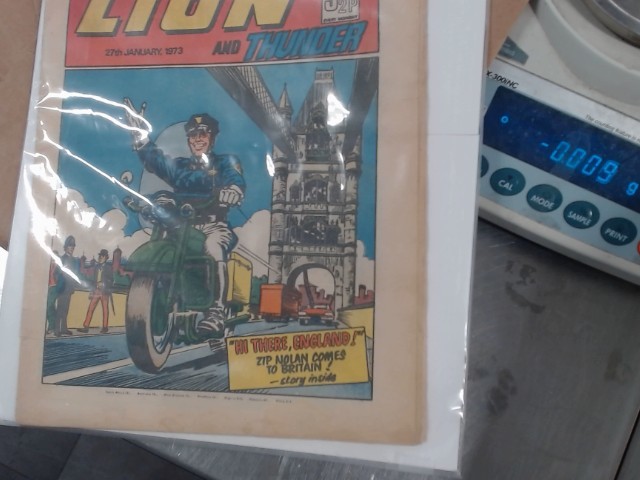 LION
27th JANUARY, 1973
AND THUNDER
"HI THERE, ENGLAND!"
ZIP NOLAN COMES
TO BRITAIN!
— story inside
-0.009 g
CAL
MODE
SAMPLE
PRINT